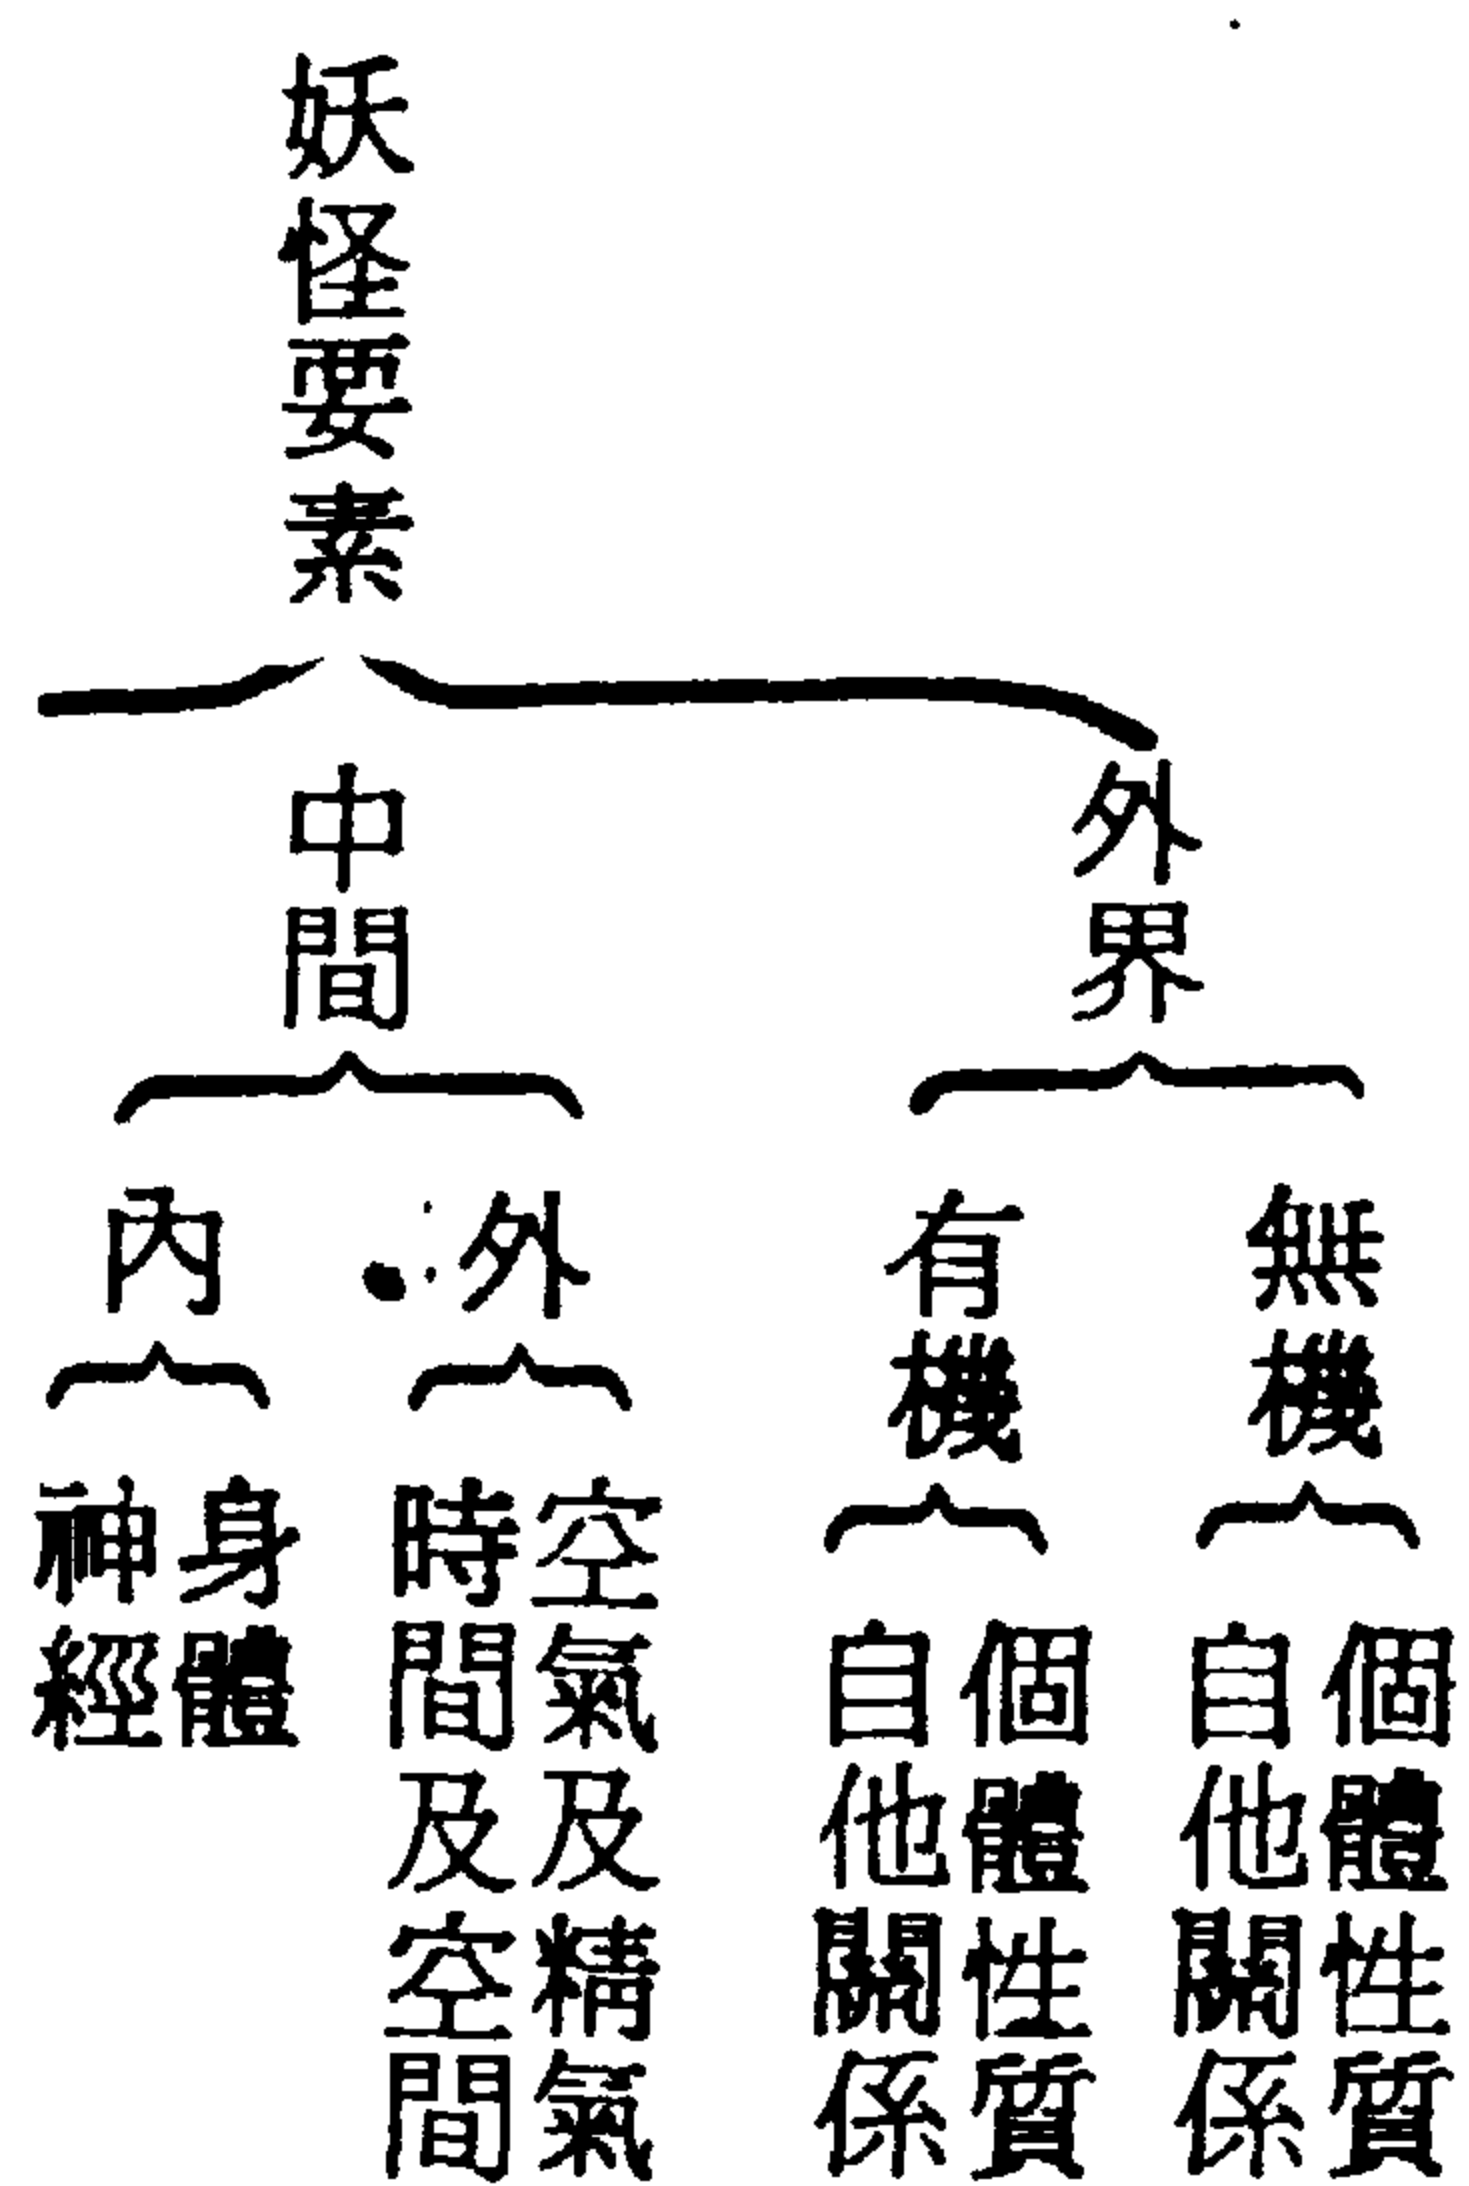 妖怪要素
外界
無機
個體性質
自他關係
有機
個體性質
自他關係
中間
外
空氣及精氣
時間及空間
內
身體
神經